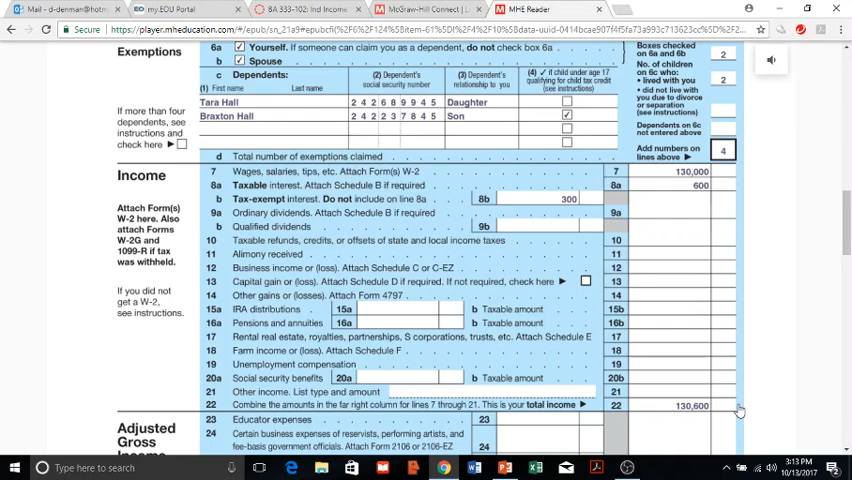 Mail - d-denman@hotmail.co
my.EOU Portal
BA 333-102: Ind Income
McGraw-Hill Connect | L
MHE Reader
Secure https://player.mheducation.com/#/epub/sn_21a9#epubcfi(%2F6%2F124%5Bitem-61%5D!%2F4%5Bdata-uuid-0414eb21907e4f5fa73a993c713608cc0%5D%2F2...
Exemptions
6a Yourself. If someone can claim you as a dependent, do not check box 6a
b Spouse
Boxes checked on 6a and 6b 2
c Dependents:
(1) First name Last name
(2) Dependent's social security number
(3) Dependent's relationship to you
(4) ✓ if child under age 17 qualifying for child tax credit (see instructions)
No. of children on 6c who:
• lived with you 2
• did not live with you due to divorce or separation (see instructions)
Dependents on 6c not entered above
If more than four dependents, see instructions and check here ►
Tara Hall 2 4 2 6 8 9 9 4 5 Daughter
Braxton Hall 2 4 2 2 3 7 8 4 5 Son ✓
d Total number of exemptions claimed
Add numbers on lines above ► 4
Income
Attach Form(s) W-2 here. Also attach Forms W-2G and 1099-R if tax was withheld.
If you did not get a W-2, see instructions.
7 Wages, salaries, tips, etc. Attach Form(s) W-2 7 130,000
8a Taxable interest. Attach Schedule B if required 8a 600
b Tax-exempt interest. Do not include on line 8a 8b 300
9a Ordinary dividends. Attach Schedule B if required 9a
b Qualified dividends 9b
10 Taxable refunds, credits, or offsets of state and local income taxes 10
11 Alimony received 11
12 Business income or (loss). Attach Schedule C or C-EZ 12
13 Capital gain or (loss). Attach Schedule D if required. If not required, check here ► 13
14 Other gains or (losses). Attach Form 4797 14
15a IRA distributions 15a b Taxable amount 15b
16a Pensions and annuities 16a b Taxable amount 16b
17 Rental real estate, royalties, partnerships, S corporations, trusts, etc. Attach Schedule E 17
18 Farm income or (loss). Attach Schedule F 18
19 Unemployment compensation 19
20a Social security benefits 20a b Taxable amount 20b
21 Other income. List type and amount 21
22 Combine the amounts in the far right column for lines 7 through 21. This is your total income ► 22 130,600
Adjusted Gross Income
23 Educator expenses 23
24 Certain business expenses of reservists, performing artists, and fee-basis government officials. Attach Form 2106 or 2106-EZ 24
Type here to search
3:13 PM
10/13/2017